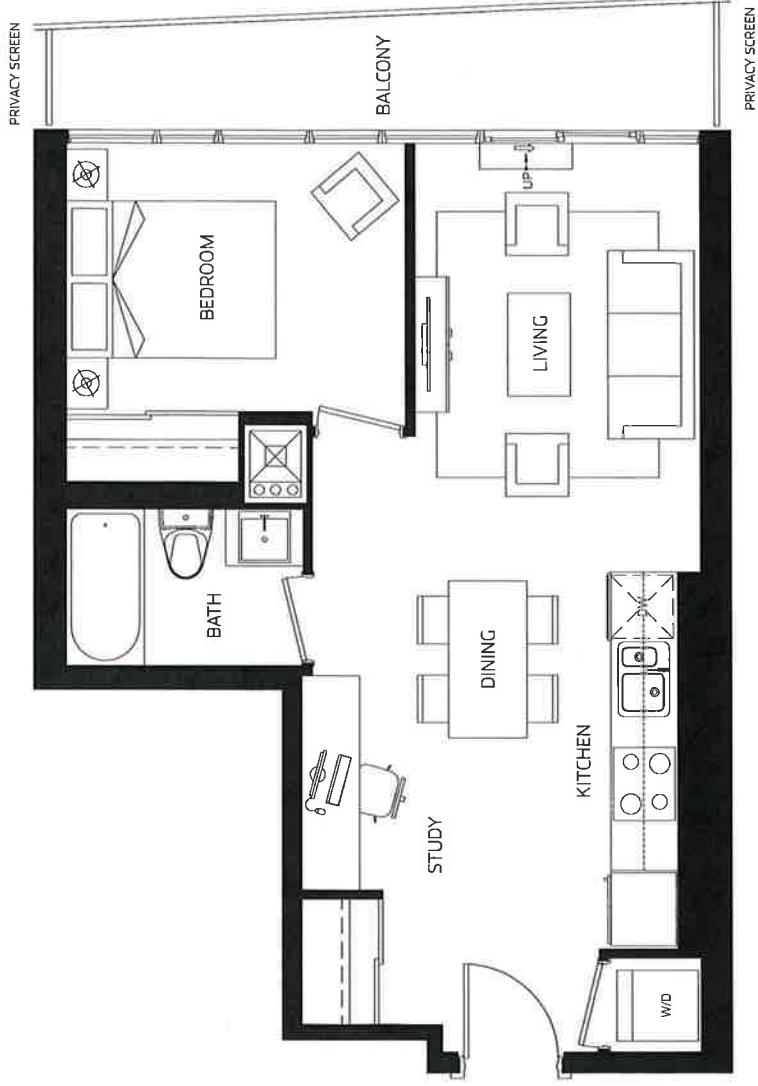 PRIVACY SCREEN
BALCONY
PRIVACY SCREEN
BEDROOM
UP
LIVING
BATH
DINING
KITCHEN
STUDY
W/D